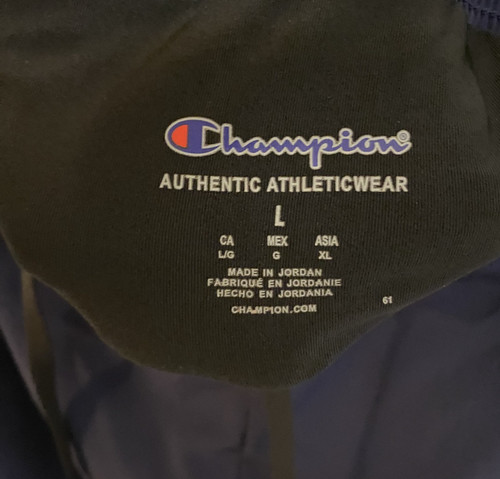 Champion®
AUTHENTIC ATHLETICWEAR
L
CA MEX ASIA
L/G G XL
MADE IN JORDAN
FABRIQUÉ EN JORDANIE
HECHO EN JORDANIA
61
CHAMPION.COM